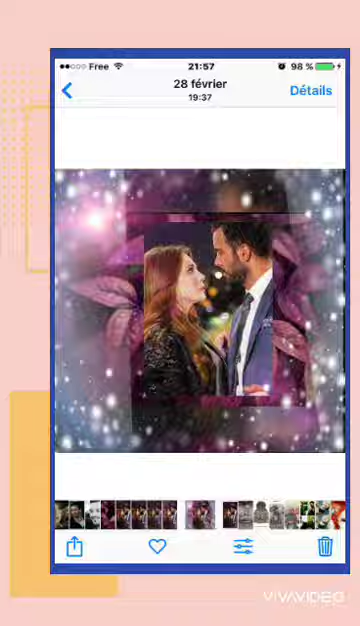 Free 21:57 98 %
28 février
19:37
Détails
VIVAVIDEO